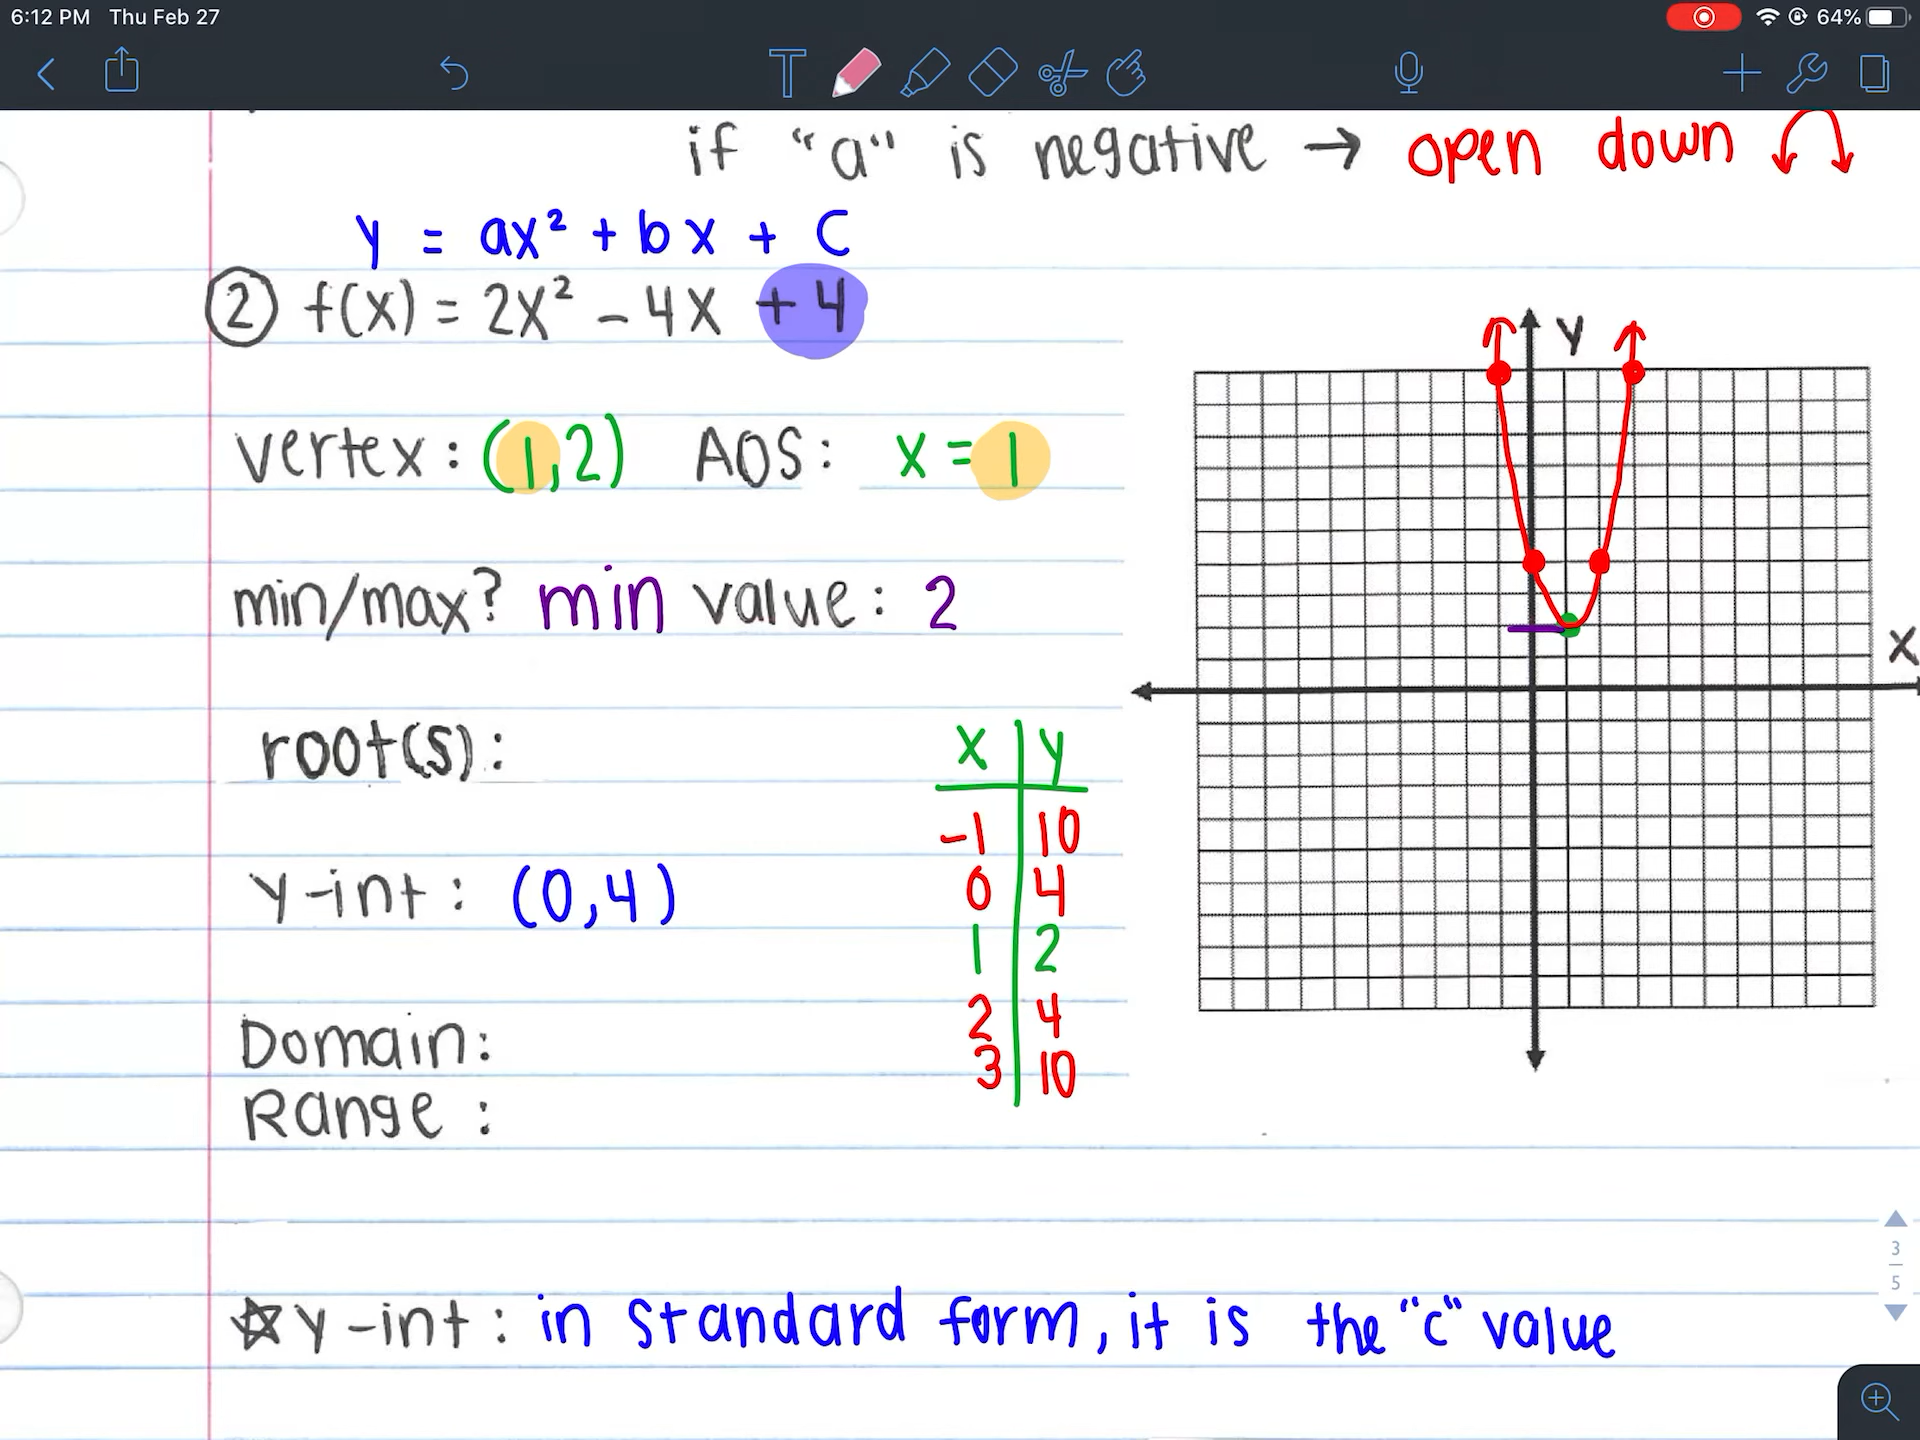 6:12 PM Thu Feb 27 64%
T
if "a" is negative → open down
y = ax² + bx + c
② f(x) = 2x² - 4x + 4
y
vertex: (1,2) AOS: x = 1
min/max? min value: 2
x
root(s):
x y
-1 10
y-int: (0,4)
0 4
1 2
2 4
Domain:
3 10
Range:
3
5
☆ y-int: in standard form, it is the "c" value